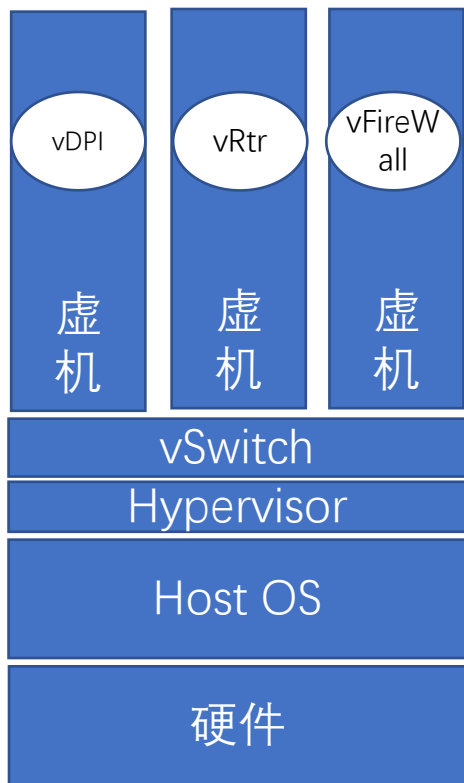 vDPI
vRtr
vFireW
all
虚
机
虚
机
虚
机
vSwitch
Hypervisor
Host OS
硬件